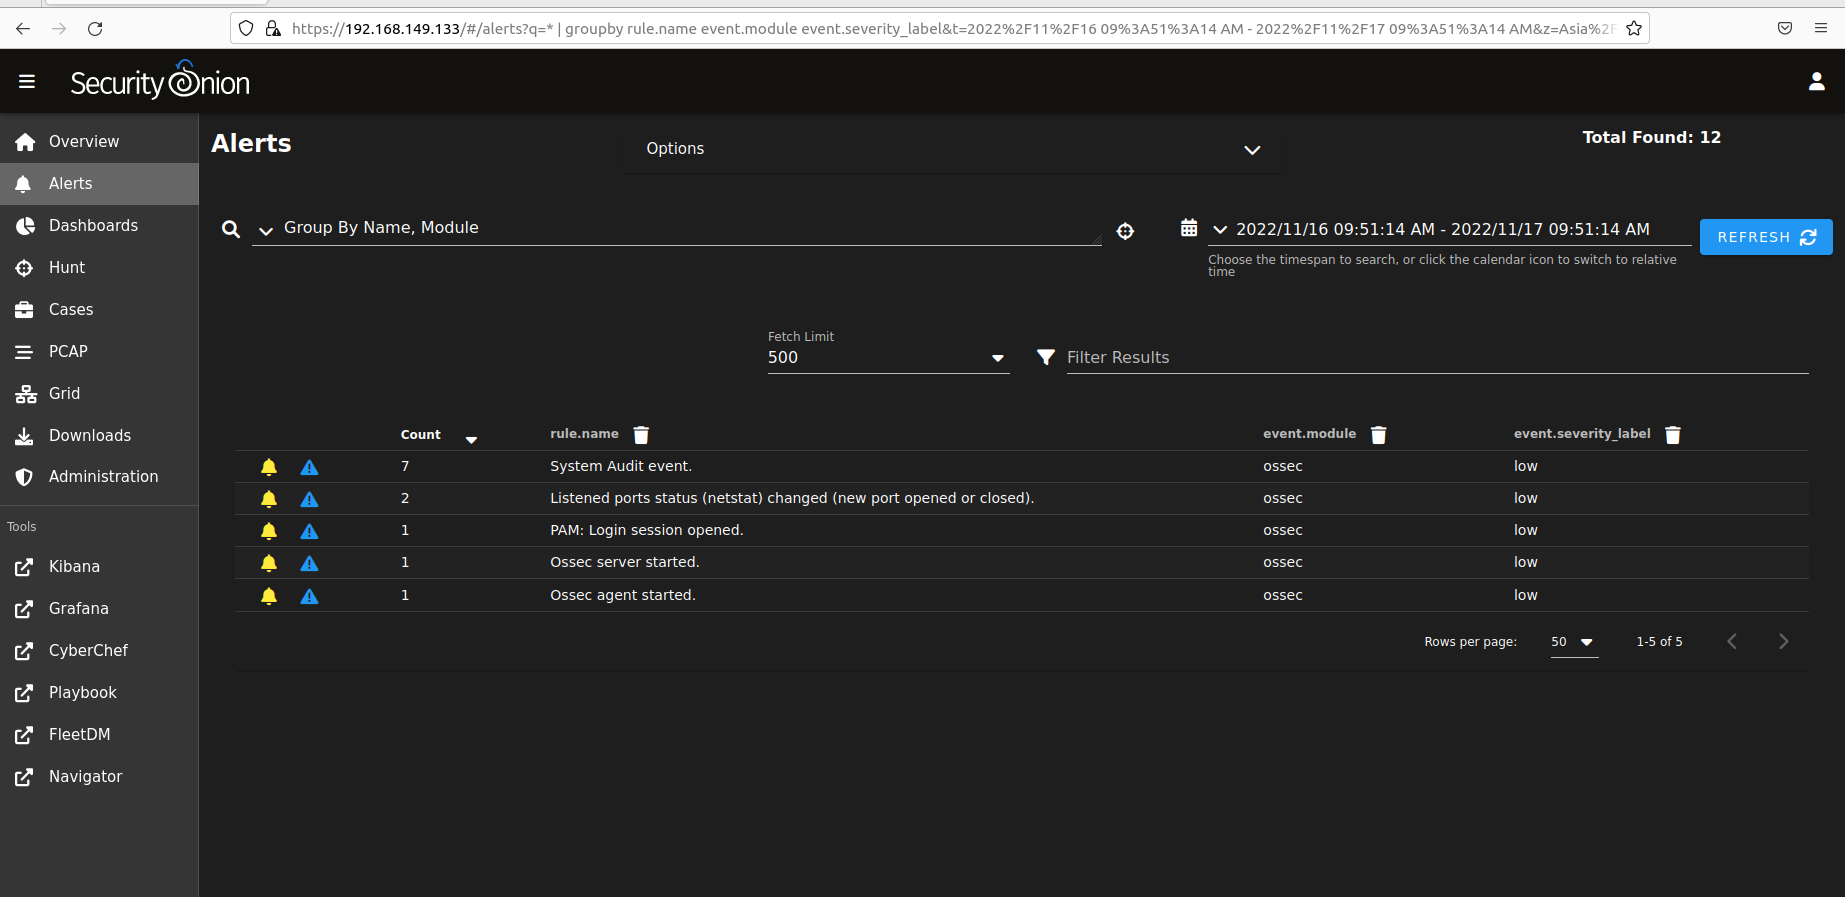 https://192.168.149.133/#/alerts?q=* | groupby rule.name event.module event.severity_label&t=2022%2F11%2F16 09%3A51%3A14 AM - 2022%2F11%2F17 09%3A51%3A14 AM&z=Asia%2F
Security Onion
Overview
Alerts
Dashboards
Hunt
Cases
PCAP
Grid
Downloads
Administration
Tools
Kibana
Grafana
CyberChef
Playbook
FleetDM
Navigator
Alerts
Options
Total Found: 12
Group By Name, Module
2022/11/16 09:51:14 AM - 2022/11/17 09:51:14 AM
REFRESH
Choose the timespan to search, or click the calendar icon to switch to relative
time
Fetch Limit
500
Filter Results
Count rule.name event.module event.severity_label
7 System Audit event. ossec low
2 Listened ports status (netstat) changed (new port opened or closed). ossec low
1 PAM: Login session opened. ossec low
1 Ossec server started. ossec low
1 Ossec agent started. ossec low
Rows per page: 50 1-5 of 5